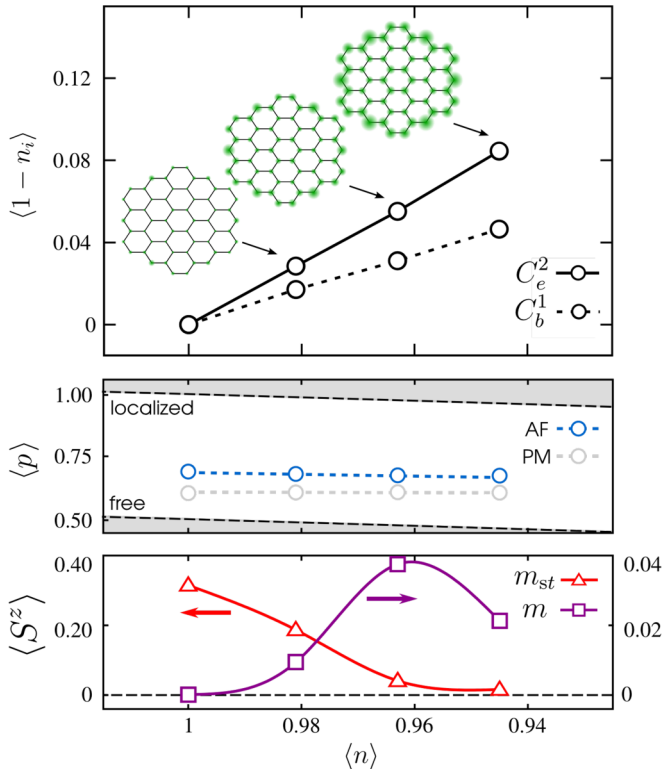 0.12
0.08
0.04
0
⟨1 − n_i⟩
C_e^2
C_b^1
1.00
0.75
0.50
⟨p⟩
localized
free
AF
PM
0.40
0.20
0
⟨S^z⟩
m_st
m
0.04
0.02
0
1
0.98
0.96
0.94
⟨n⟩